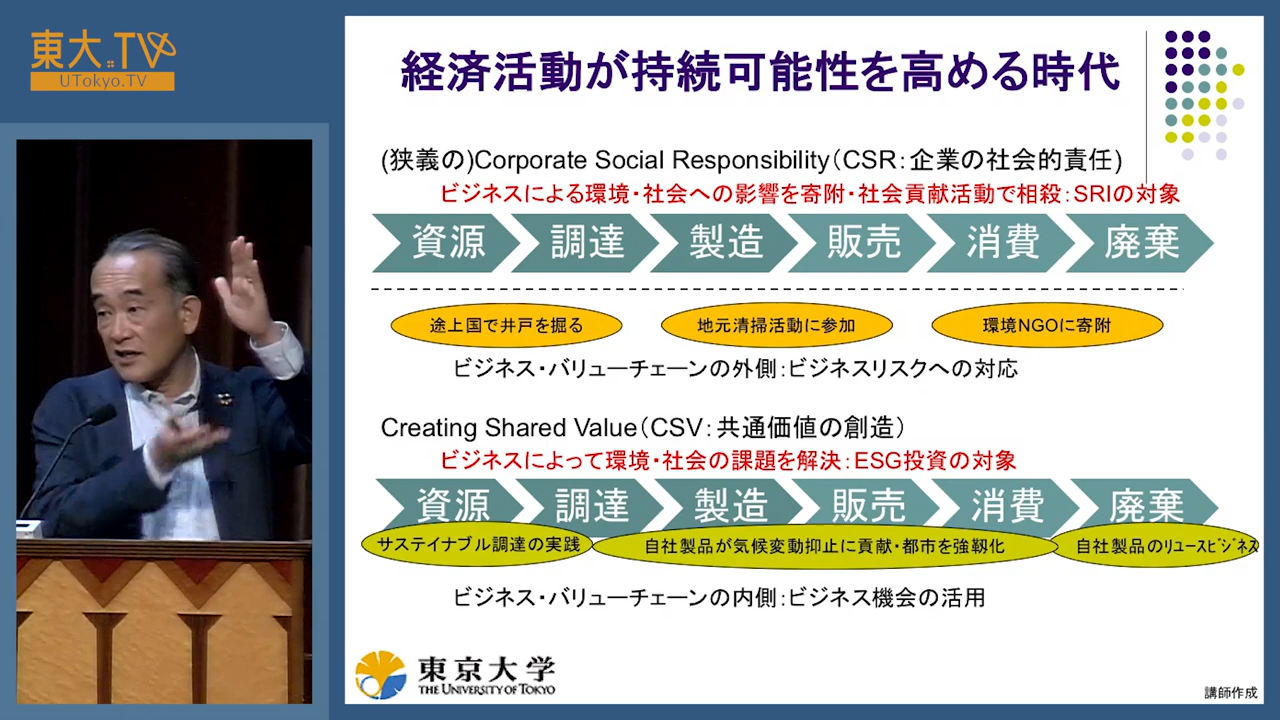 東大.TV
UTokyo.TV
経済活動が持続可能性を高める時代
(狭義の)Corporate Social Responsibility(CSR:企業の社会的責任)
ビジネスによる環境・社会への影響を寄附・社会貢献活動で相殺:SRIの対象
資源 調達 製造 販売 消費 廃棄
途上国で井戸を掘る 地元清掃活動に参加 環境NGOに寄附
ビジネス・バリューチェーンの外側:ビジネスリスクへの対応
Creating Shared Value(CSV:共通価値の創造)
ビジネスによって環境・社会の課題を解決:ESG投資の対象
資源 調達 製造 販売 消費 廃棄
サステイナブル調達の実践 自社製品が気候変動抑止に貢献・都市を強靱化 自社製品のﾘﾕｰｽﾋﾞｼﾞﾈｽ
ビジネス・バリューチェーンの内側:ビジネス機会の活用
東京大学
THE UNIVERSITY OF TOKYO
講師作成